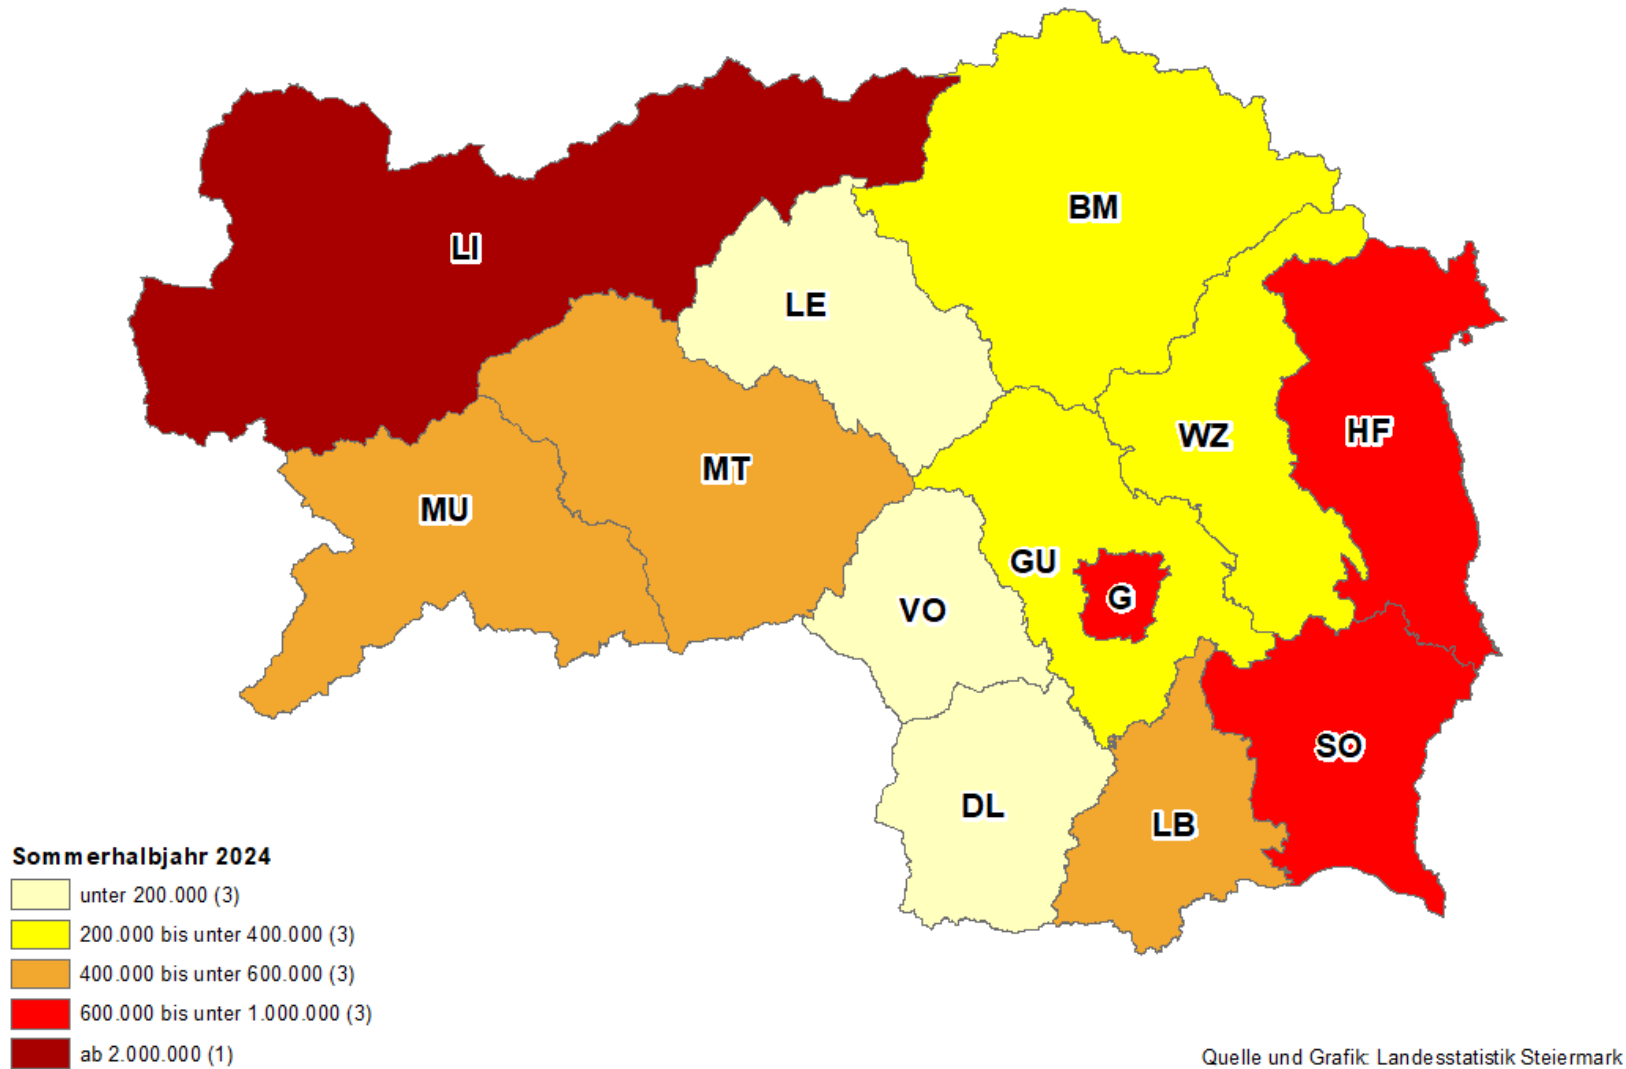 BM
LI
LE
HF
WZ
MT
MU
GU
G
VO
SO
DL
LB
Sommerhalbjahr 2024
unter 200.000 (3)
200.000 bis unter 400.000 (3)
400.000 bis unter 600.000 (3)
600.000 bis unter 1.000.000 (3)
ab 2.000.000 (1)
Quelle und Grafik: Landesstatistik Steiermark